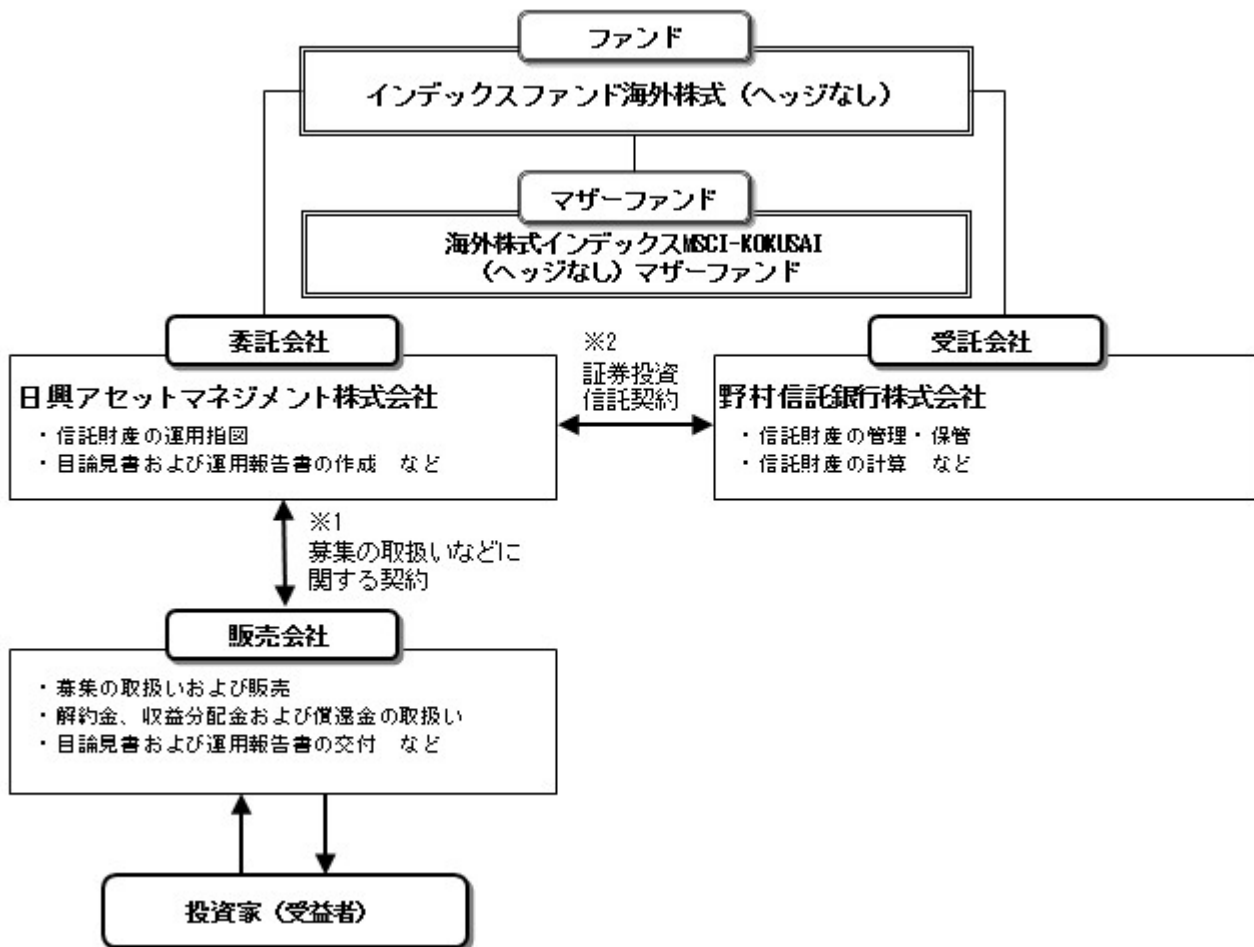 ファンド
インデックスファンド海外株式（ヘッジなし）
マザーファンド
海外株式インデックスMSCI-KOKUSAI
（ヘッジなし）マザーファンド
委託会社
日興アセットマネジメント株式会社
・信託財産の運用指図
・目論見書および運用報告書の作成　など
※2
証券投資
信託契約
受託会社
野村信託銀行株式会社
・信託財産の管理・保管
・信託財産の計算　など
※1
募集の取扱いなどに
関する契約
販売会社
・募集の取扱いおよび販売
・解約金、収益分配金および償還金の取扱い
・目論見書および運用報告書の交付　など
投資家（受益者）